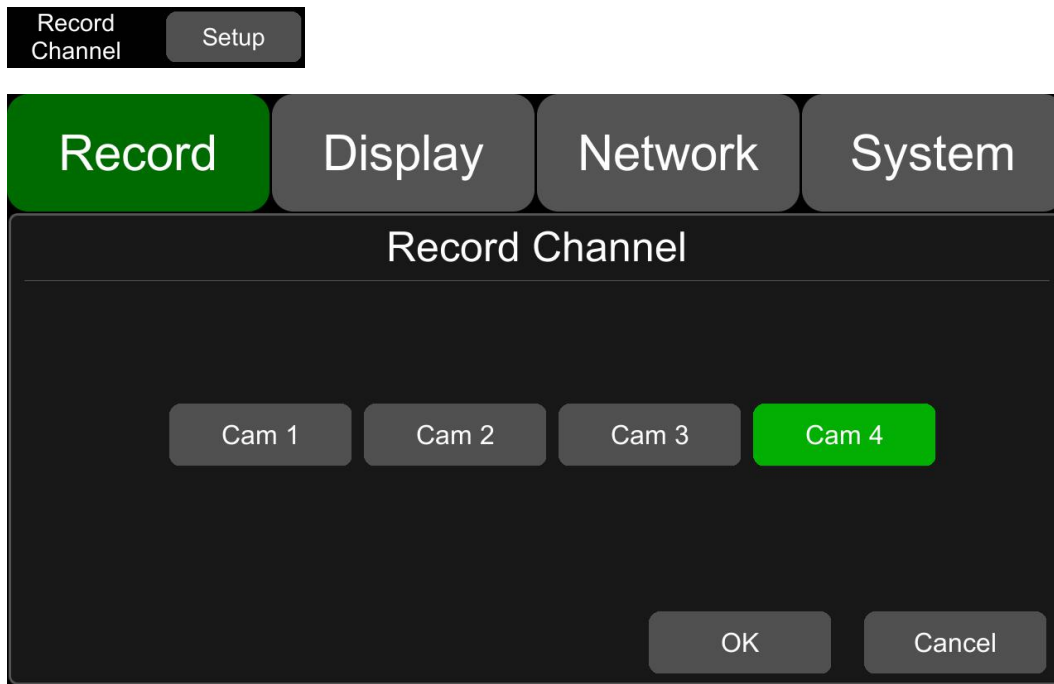 Record
Channel
Setup
Record Display Network System
Record Channel
Cam 1 Cam 2 Cam 3 Cam 4
OK Cancel